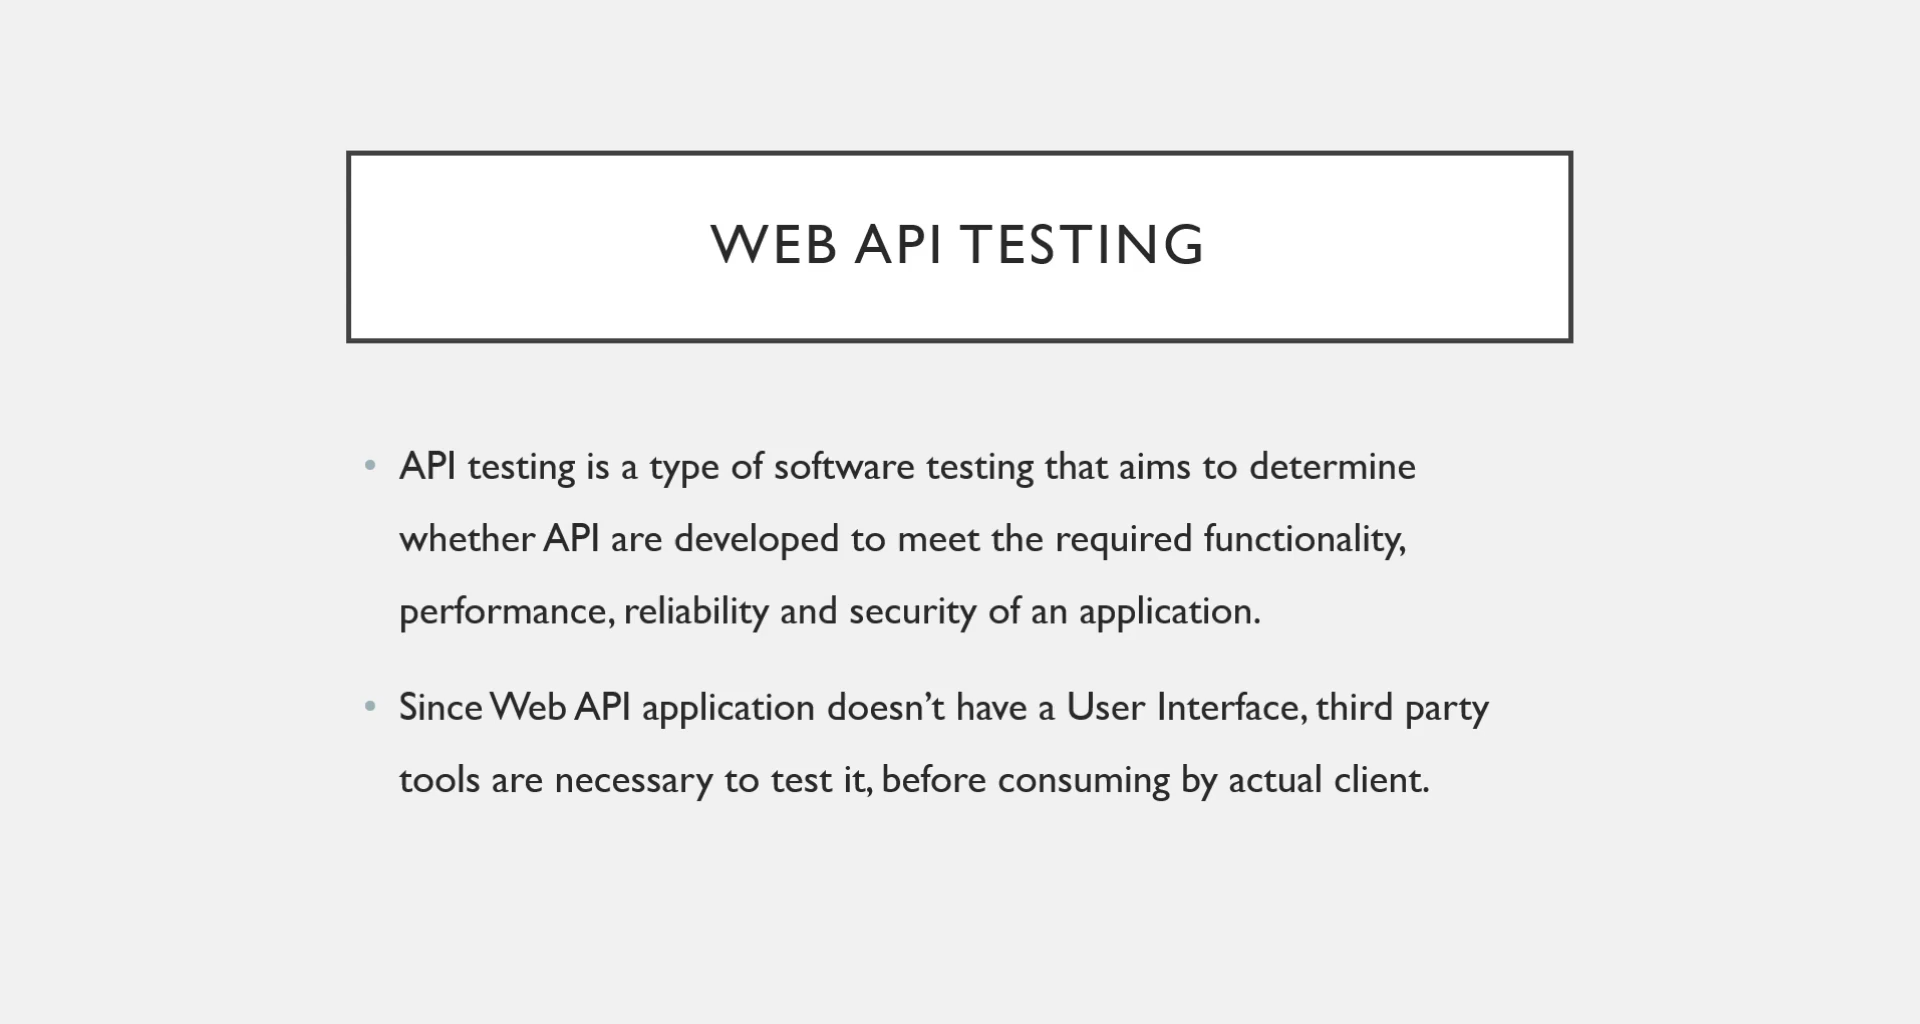 WEB API TESTING
• API testing is a type of software testing that aims to determine
whether API are developed to meet the required functionality,
performance, reliability and security of an application.
• Since Web API application doesn’t have a User Interface, third party
tools are necessary to test it, before consuming by actual client.